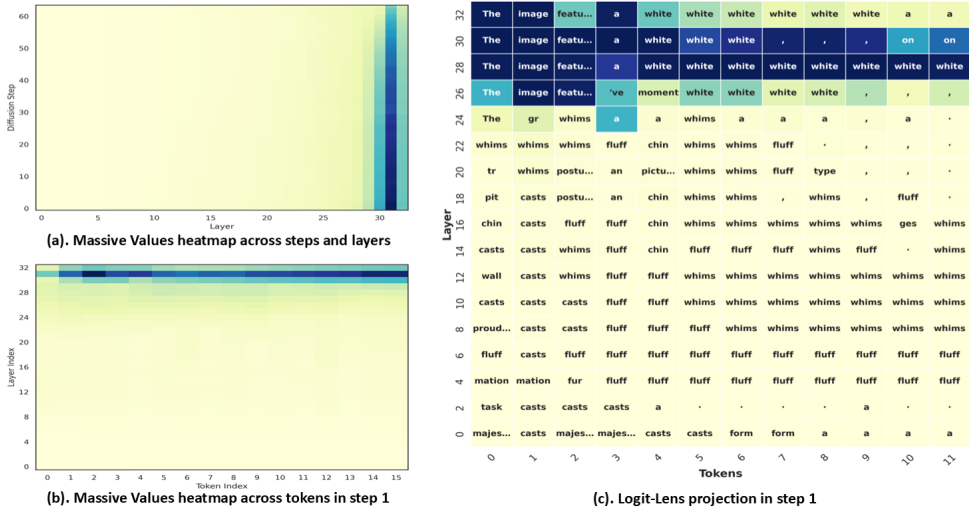 60
50
40
30
20
10
0
Diffusion Step
0 5 10 15 20 25 30
Layer
(a). Massive Values heatmap across steps and layers
32
28
24
20
16
12
8
4
0
Layer Index
0 1 2 3 4 5 6 7 8 9 10 11 12 13 14 15
Token Index
(b). Massive Values heatmap across tokens in step 1
32 The image featu... a white white white white white white a a
30 The image featu... a white white white , , , on on
28 The image featu... a white white white white white white white white
26 The image featu... 've moment white white white white , , ,
24 The gr whims a a whims a a a , a .
22 whims whims whims fluff chin whims whims fluff . , , .
20 tr whims postu... an pictu... whims whims fluff type , , .
18 pit casts postu... an chin whims whims , whims , fluff .
16 chin casts fluff fluff chin whims whims whims whims whims ges whims
14 casts casts whims fluff chin fluff fluff fluff whims fluff . whims
12 wall casts whims fluff fluff whims whims whims whims whims whims whims
10 casts casts casts fluff fluff whims whims whims whims whims whims whims
8 proud... casts casts fluff fluff fluff whims whims whims whims whims whims
6 fluff casts fluff fluff fluff fluff fluff fluff fluff fluff fluff fluff
4 mation mation fur fluff fluff fluff fluff fluff fluff fluff fluff fluff
2 task casts casts casts a . . . . a . .
0 majes... casts majes... majes... casts casts form form a a a a
Layer
0 1 2 3 4 5 6 7 8 9 10 11
Tokens
(c). Logit-Lens projection in step 1